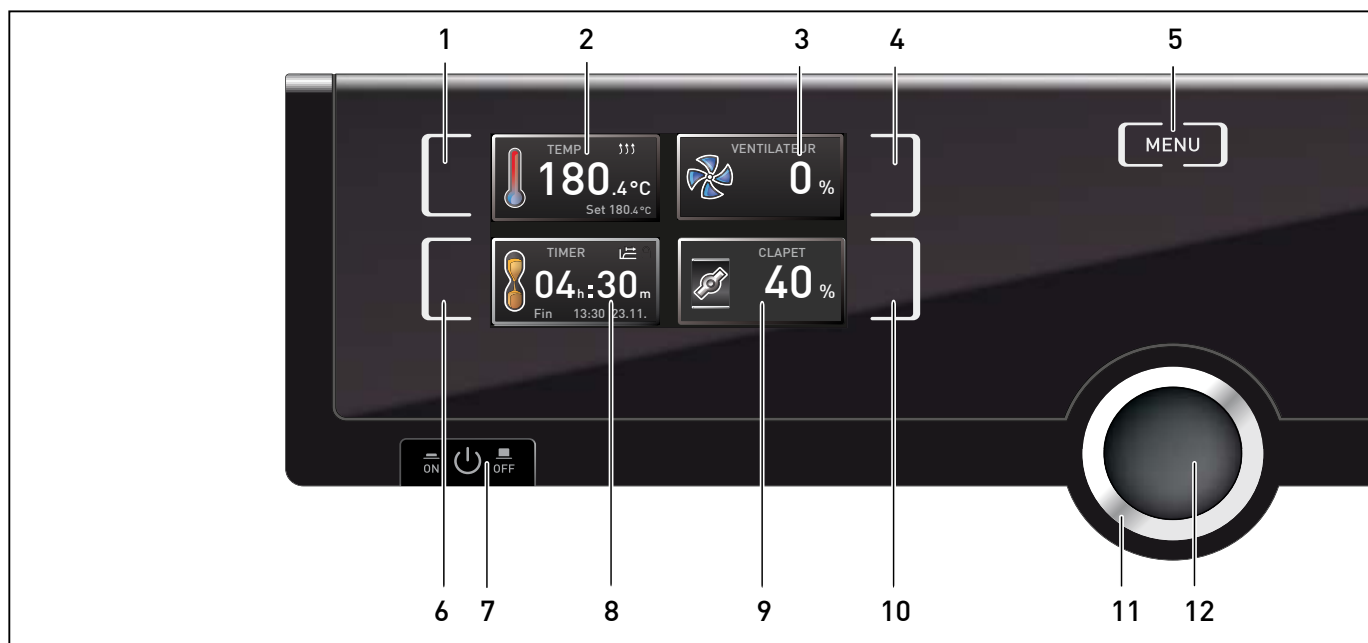 1 2 3 4 5
TEMP
180.4°C
Set 180.4°C
VENTILATEUR
0 %
MENU
TIMER
04h:30m
Fin 13:30 23.11.
CLAPET
40 %
ON OFF
6 7 8 9 10 11 12